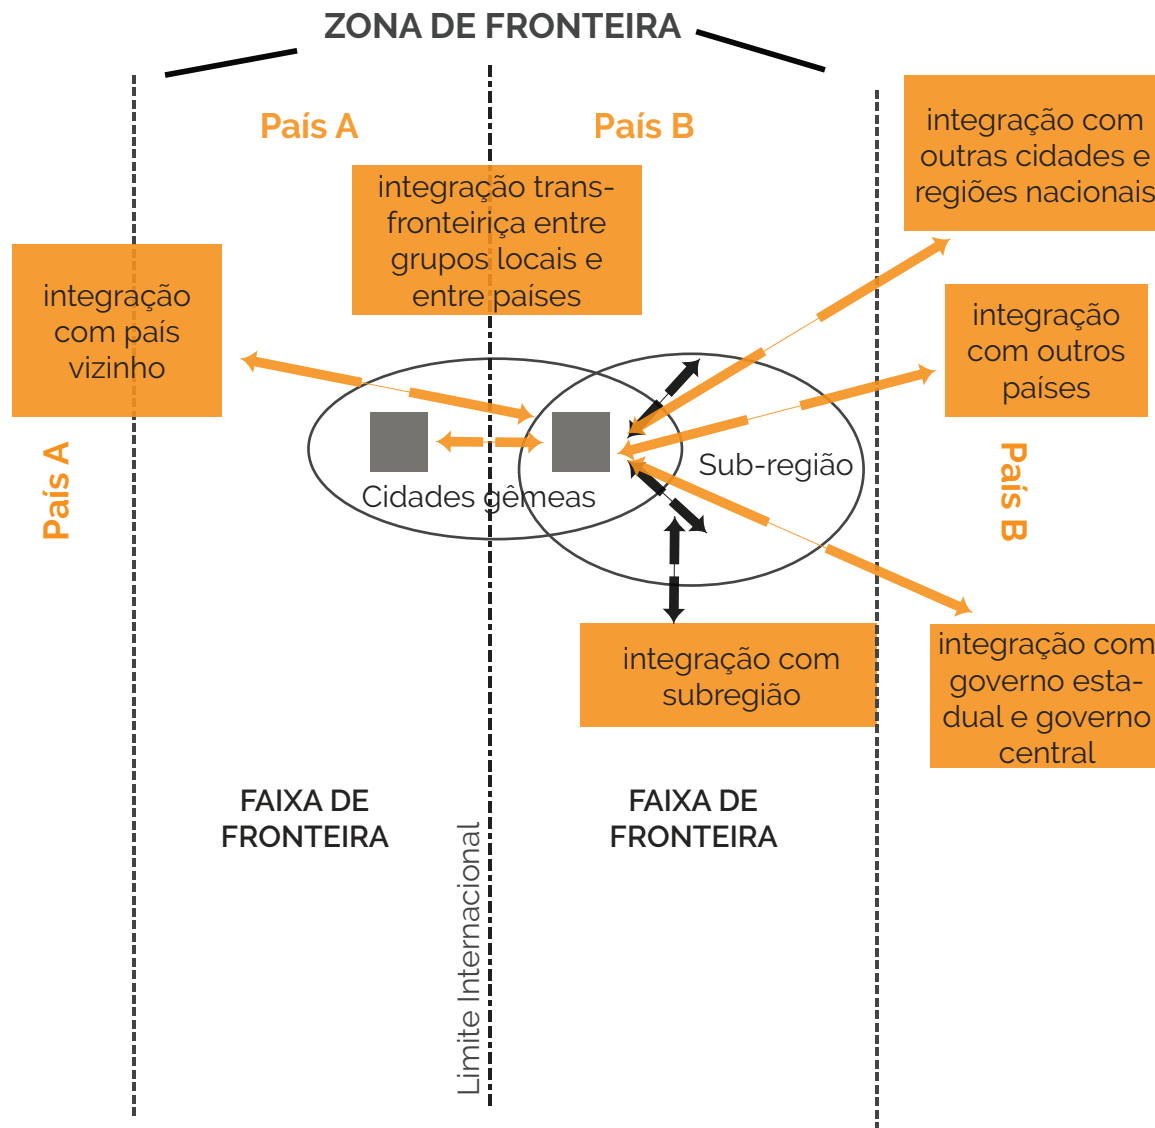 ZONA DE FRONTEIRA
País A
País B
integração com
outras cidades e
regiões nacionais
integração trans-
fronteiriça entre
grupos locais e
entre países
integração
com país
vizinho
integração
com outros
países
País A
Cidades gêmeas
Sub-região
País B
integração com
subregião
integração com
governo esta-
dual e governo
central
FAIXA DE
FRONTEIRA
Limite Internacional
FAIXA DE
FRONTEIRA